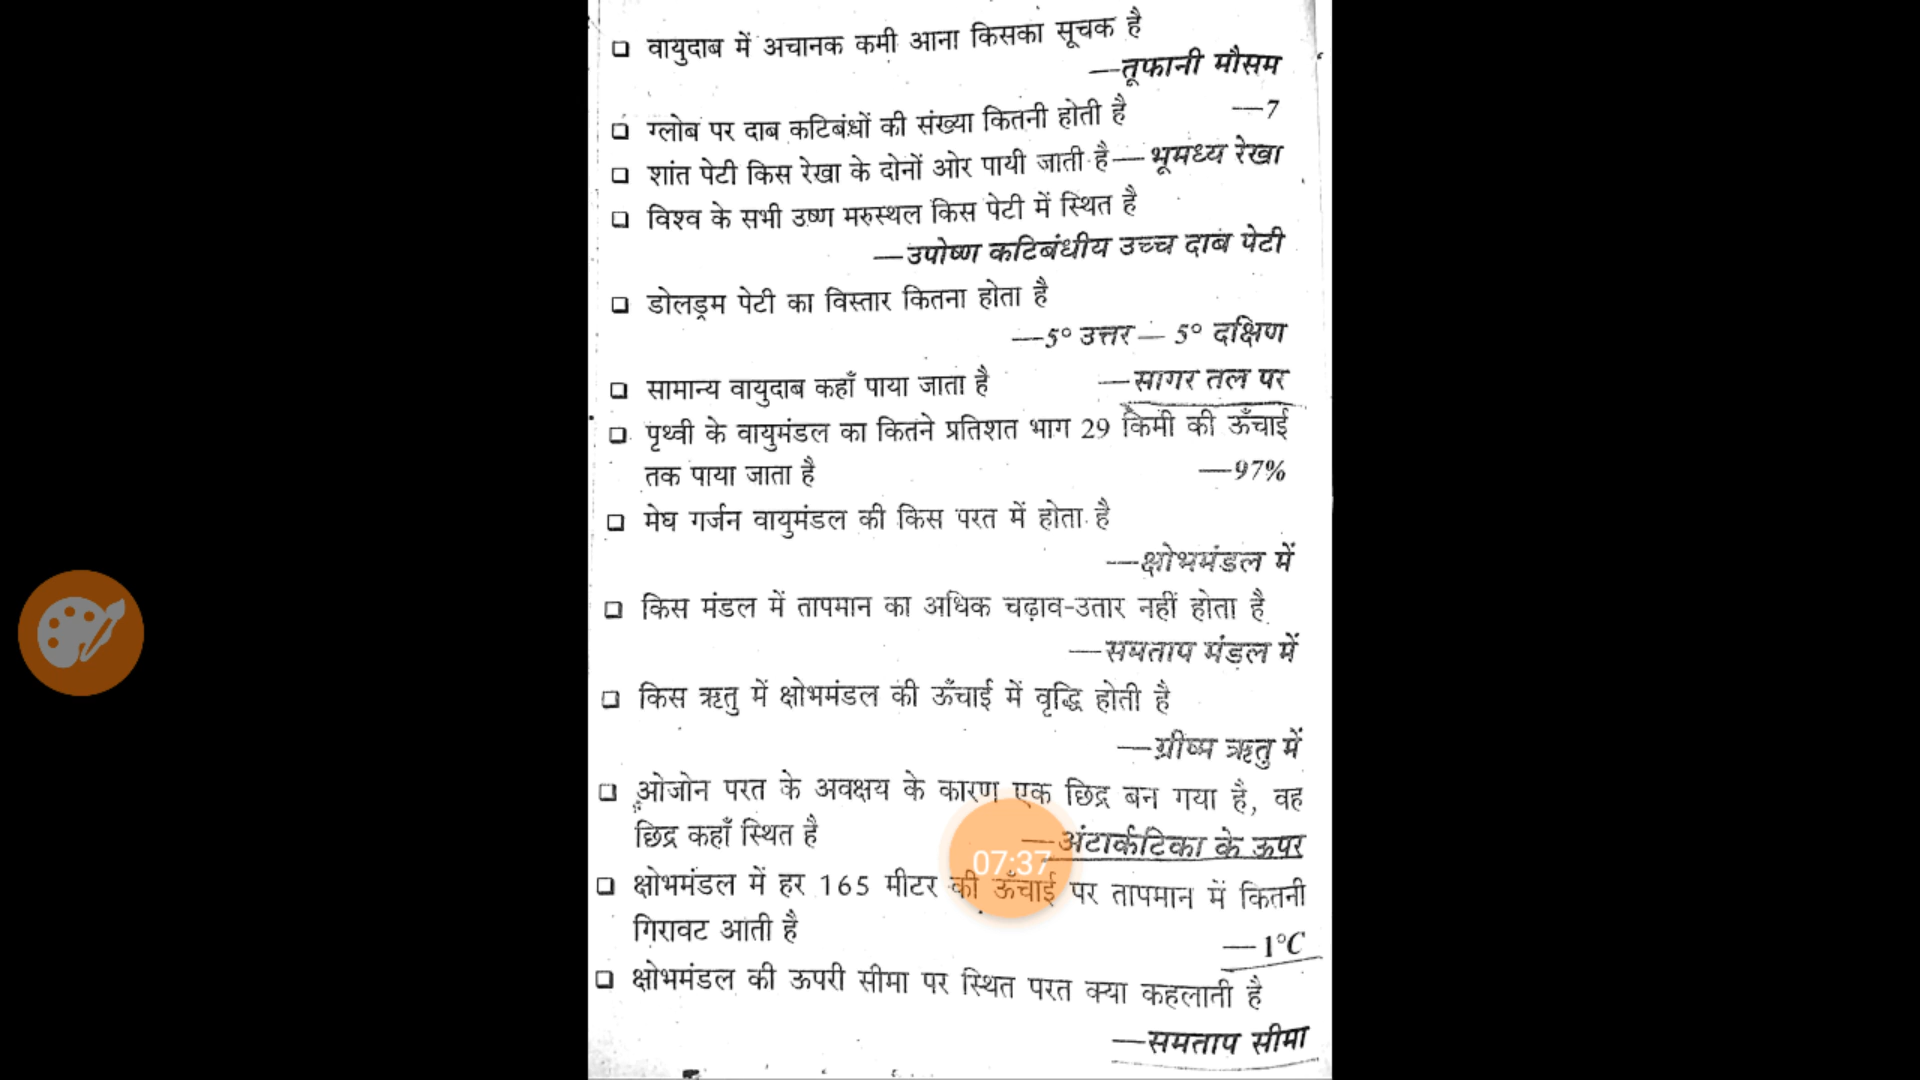 ❑ वायुदाब में अचानक कमी आना किसका सूचक है
—तूफानी मौसम
❑ ग्लोब पर दाब कटिबंधों की संख्या कितनी होती है —7
❑ शांत पेटी किस रेखा के दोनों ओर पायी जाती है— भूमध्य रेखा
❑ विश्व के सभी उष्ण मरुस्थल किस पेटी में स्थित है
—उपोष्ण कटिबंधीय उच्च दाब पेटी
❑ डोलड्रम पेटी का विस्तार कितना होता है
—5° उत्तर — 5° दक्षिण
❑ सामान्य वायुदाब कहाँ पाया जाता है —सागर तल पर
❑ पृथ्वी के वायुमंडल का कितने प्रतिशत भाग 29 किमी की ऊँचाई
तक पाया जाता है —97%
❑ मेघ गर्जन वायुमंडल की किस परत में होता है
—क्षोभमंडल में
❑ किस मंडल में तापमान का अधिक चढ़ाव-उतार नहीं होता है
—समताप मंडल में
❑ किस ऋतु में क्षोभमंडल की ऊँचाई में वृद्धि होती है
—ग्रीष्म ऋतु में
❑ ओजोन परत के अवक्षय के कारण एक छिद्र बन गया है, वह
छिद्र कहाँ स्थित है —अंटार्कटिका के ऊपर
07:37
❑ क्षोभमंडल में हर 165 मीटर की ऊँचाई पर तापमान में कितनी
गिरावट आती है —1°C
❑ क्षोभमंडल की ऊपरी सीमा पर स्थित परत क्या कहलाती है
—समताप सीमा